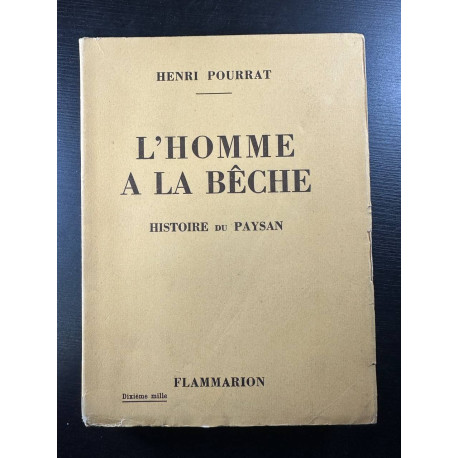 HENRI POURRAT
L'HOMME
A LA BÊCHE
HISTOIRE DU PAYSAN
FLAMMARION
Dixième mille